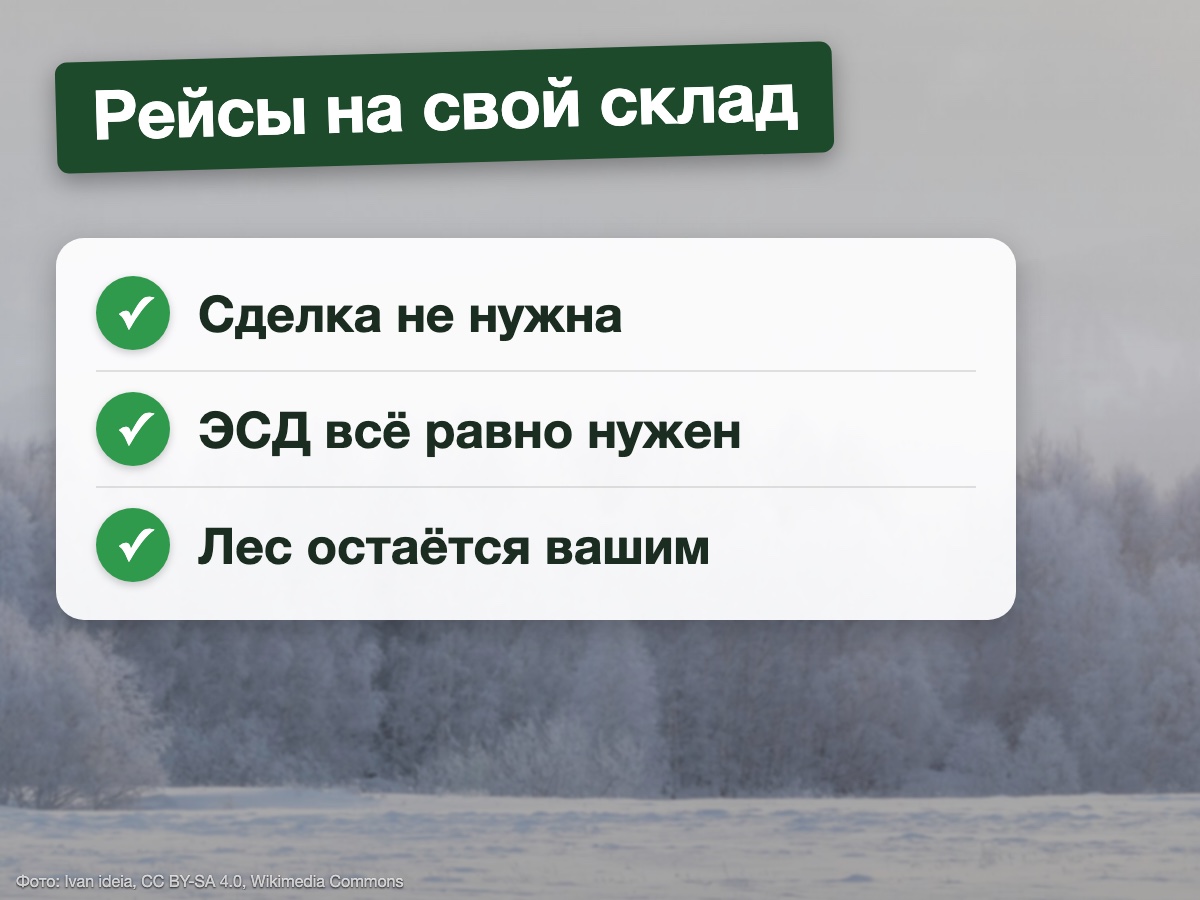 Рейсы на свой склад
Сделка не нужна
ЭСД всё равно нужен
Лес остаётся вашим
Фото: Ivan ideia, CC BY-SA 4.0, Wikimedia Commons